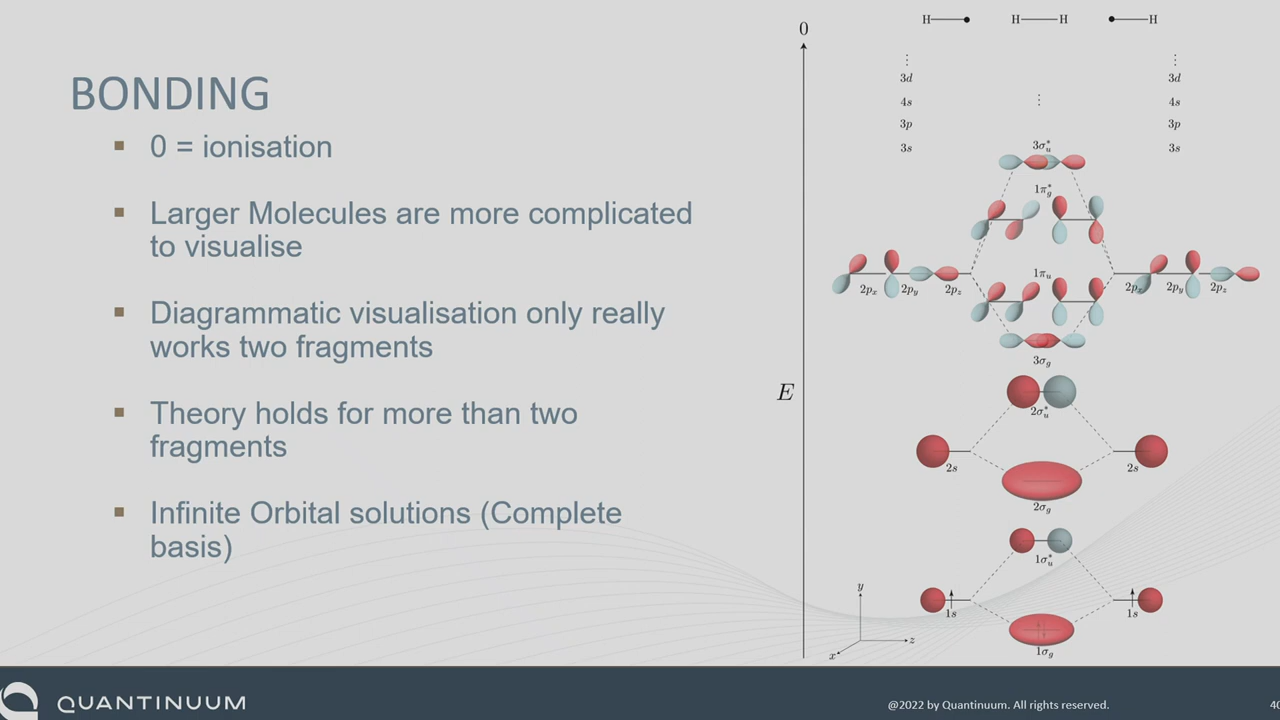 BONDING
0 = ionisation
Larger Molecules are more complicated
to visualise
Diagrammatic visualisation only really
works two fragments
Theory holds for more than two
fragments
Infinite Orbital solutions (Complete
basis)
H H H H
0
⋮ ⋮
3d 3d
4s ⋮ 4s
3p 3p
3s 3σ*u 3s
1π*g
1πu
2px 2py 2pz 2px 2py 2pz
3σg
E
2σ*u
2s 2s
2σg
1σ*u
1s 1s
1σg
y
z
x
QUANTINUUM
@2022 by Quantinuum. All rights reserved.